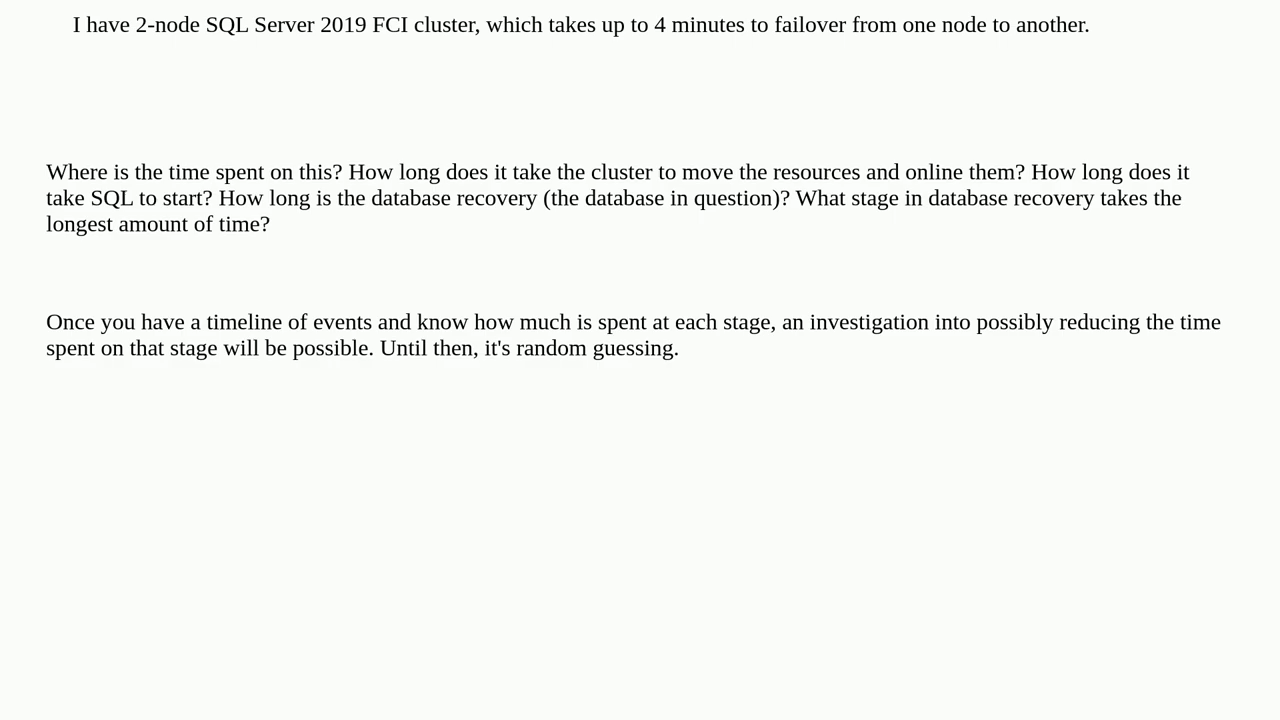 I have 2-node SQL Server 2019 FCI cluster, which takes up to 4 minutes to failover from one node to another.
Where is the time spent on this? How long does it take the cluster to move the resources and online them? How long does it
take SQL to start? How long is the database recovery (the database in question)? What stage in database recovery takes the
longest amount of time?
Once you have a timeline of events and know how much is spent at each stage, an investigation into possibly reducing the time
spent on that stage will be possible. Until then, it's random guessing.